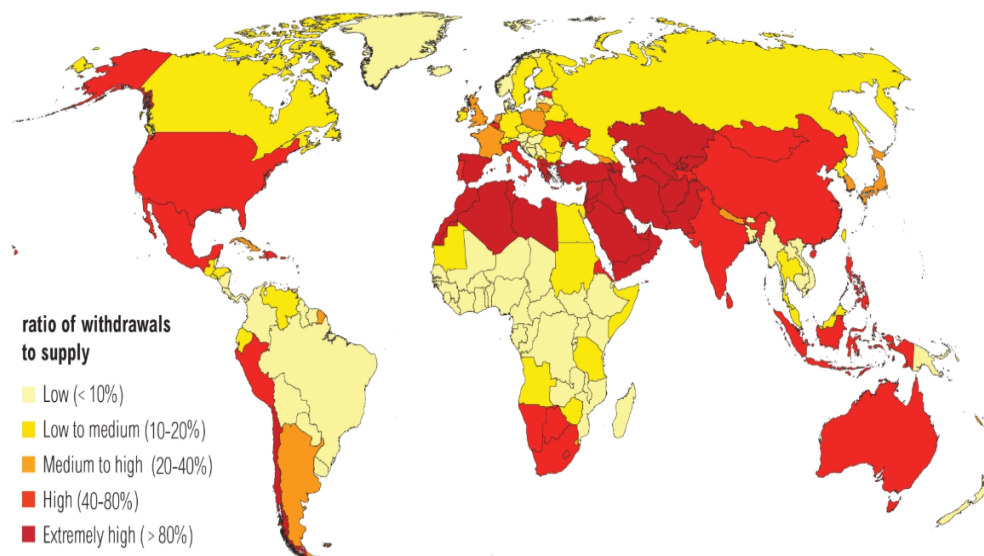 ratio of withdrawals
to supply
Low (< 10%)
Low to medium (10-20%)
Medium to high (20-40%)
High (40-80%)
Extremely high ( > 80%)